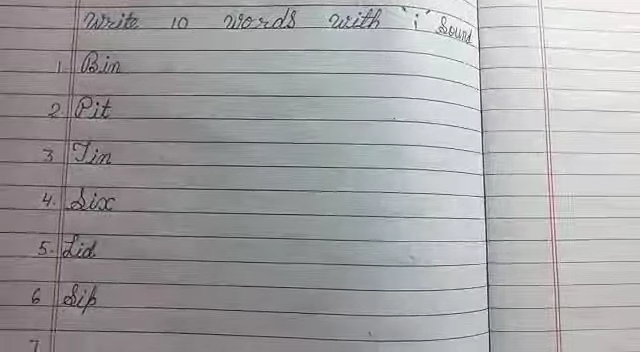 Write 10 words with 'i' Sound
1. Bin
2. Pit
3 Tin
4. Six
5. Lid
6 Sip
7